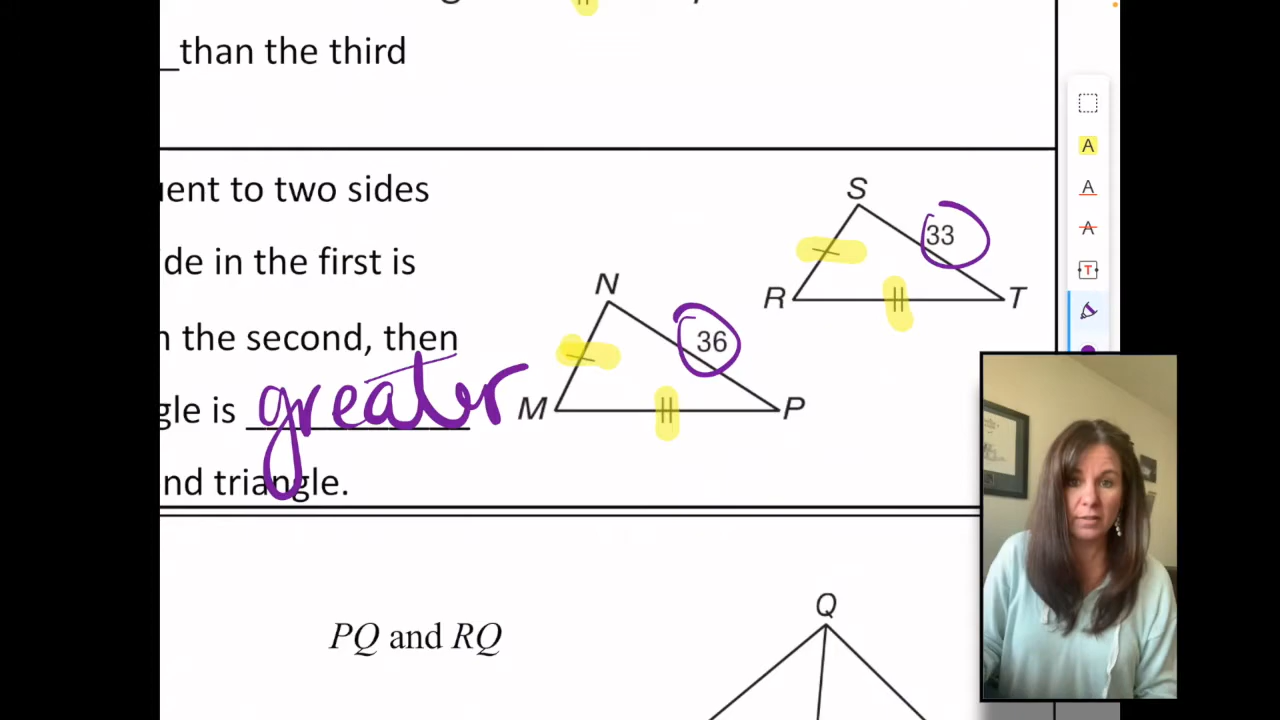 than the third
uent to two sides
de in the first is
n the second, then
gle is greater
nd triangle.
S
33
R
T
N
36
M
P
PQ and RQ
Q
A
A
A
T